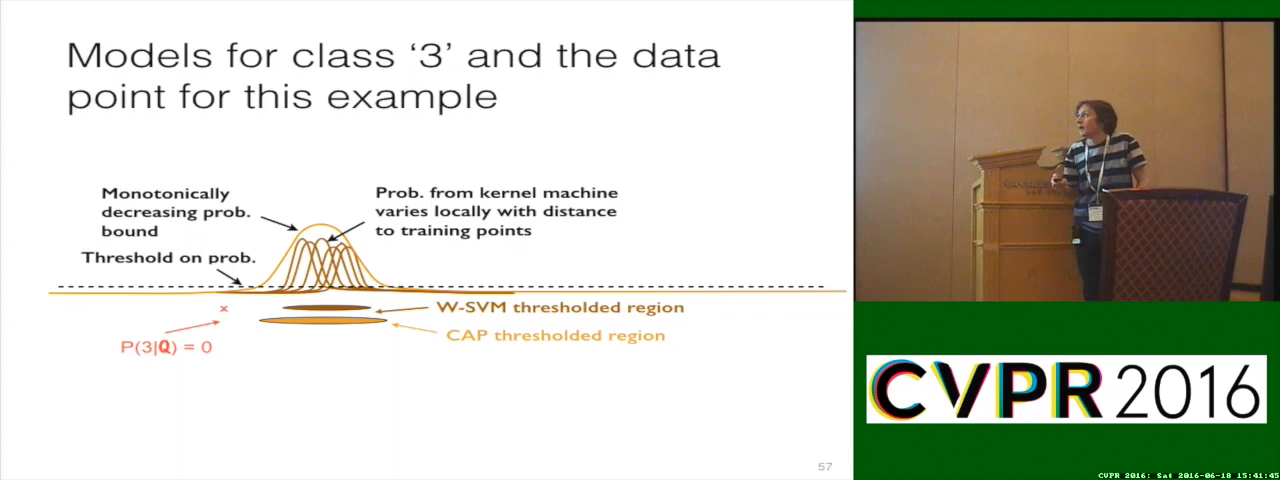 Models for class ‘3’ and the data
point for this example
Monotonically
decreasing prob.
bound
Prob. from kernel machine
varies locally with distance
to training points
Threshold on prob.
x
W-SVM thresholded region
CAP thresholded region
P(3|Q) = 0
57
CVPR 2016
CVPR 2016: Sat 2016-06-18 15:41:45